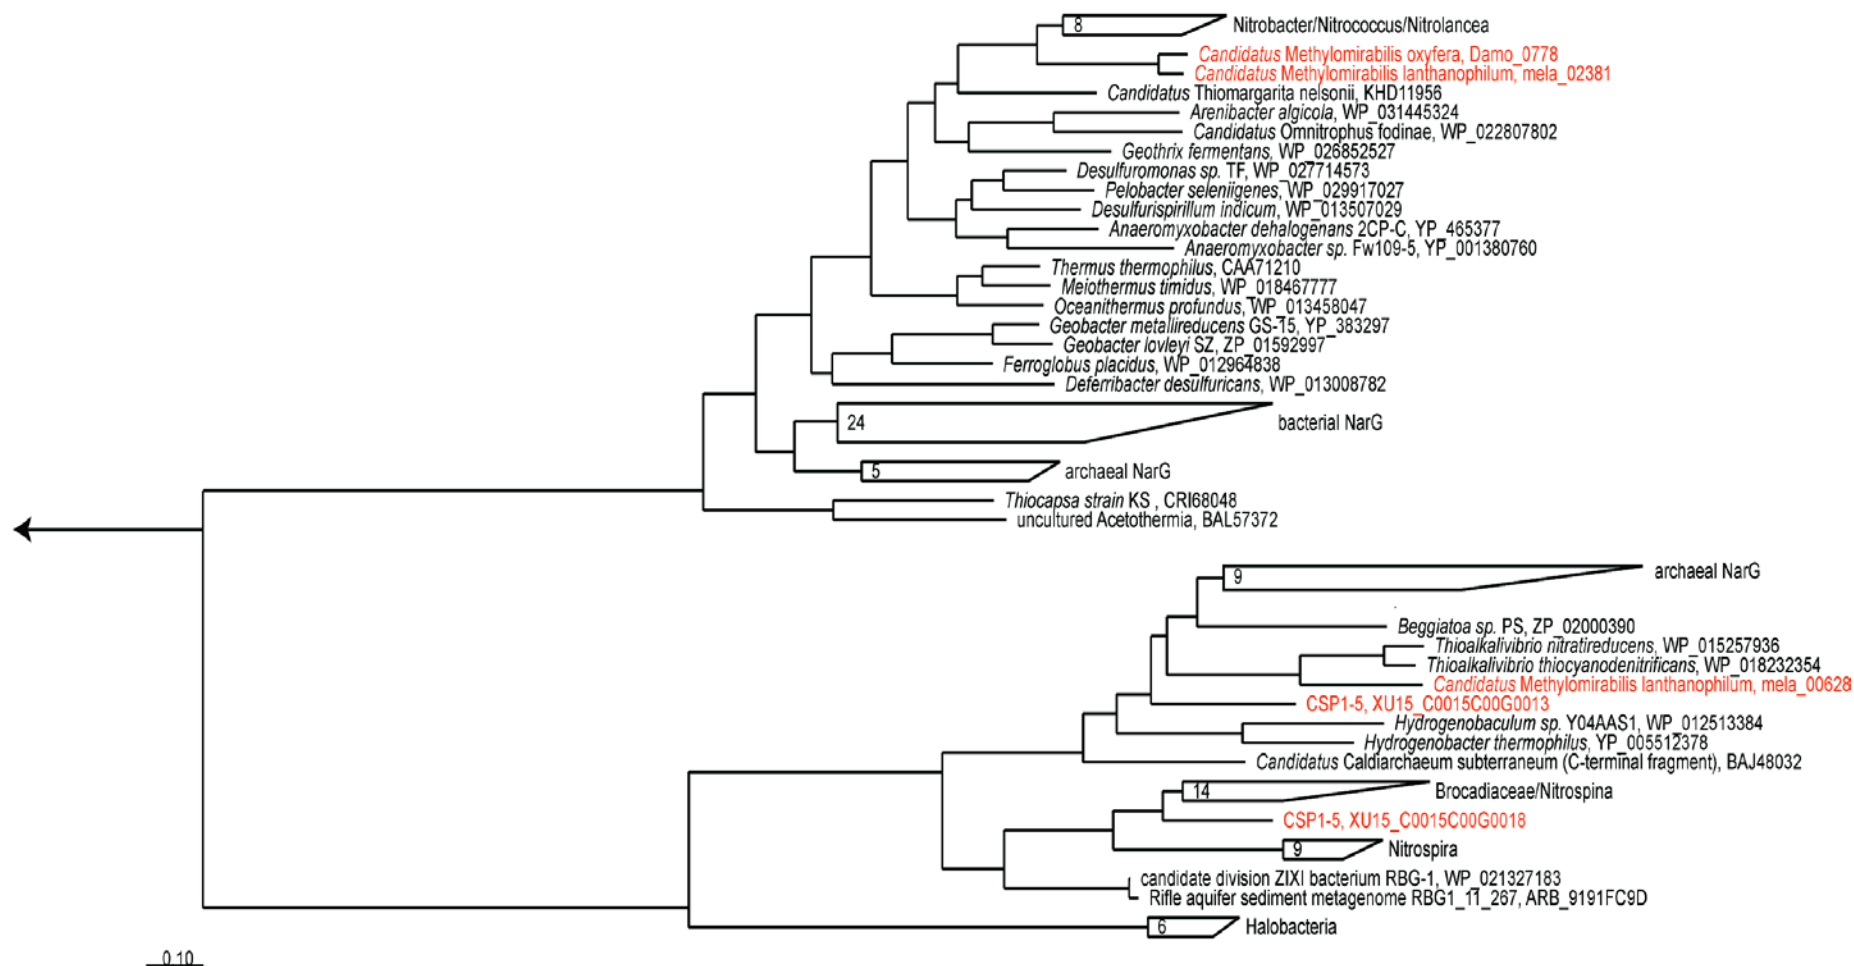 8
Nitrobacter/Nitrococcus/Nitrolancea
Candidatus Methylomirabilis oxyfera, Damo_0778
Candidatus Methylomirabilis lanthanophilum, mela_02381
Candidatus Thiomargarita nelsonii, KHD11956
Arenibacter algicola, WP_031445324
Candidatus Omnitrophus fodinae, WP_022807802
Geothrix fermentans, WP_026852527
Desulfuromonas sp. TF, WP_027714573
Pelobacter seleniigenes, WP_029917027
Desulfurispirillum indicum, WP_013507029
Anaeromyxobacter dehalogenans 2CP-C, YP_465377
Anaeromyxobacter sp. Fw109-5, YP_001380760
Thermus thermophilus, CAA71210
Meiothermus timidus, WP_018467777
Oceanithermus profundus, WP_013458047
Geobacter metallireducens GS-15, YP_383297
Geobacter lovleyi SZ, ZP_01592997
Ferroglobus placidus, WP_012964838
Deferribacter desulfuricans, WP_013008782
24
bacterial NarG
5
archaeal NarG
Thiocapsa strain KS , CRI68048
uncultured Acetothermia, BAL57372
9
archaeal NarG
Beggiatoa sp. PS, ZP_02000390
Thioalkalivibrio nitratireducens, WP_015257936
Thioalkalivibrio thiocyanodenitrificans, WP_018232354
Candidatus Methylomirabilis lanthanophilum, mela_00628
CSP1-5, XU15_C0015C00G0013
Hydrogenobaculum sp. Y04AAS1, WP_012513384
Hydrogenobacter thermophilus, YP_005512378
Candidatus Caldiarchaeum subterraneum (C-terminal fragment), BAJ48032
14
Brocadiaceae/Nitrospina
CSP1-5, XU15_C0015C00G0018
9
Nitrospira
candidate division ZIXI bacterium RBG-1, WP_021327183
Rifle aquifer sediment metagenome RBG1_11_267, ARB_9191FC9D
6
Halobacteria
0.10